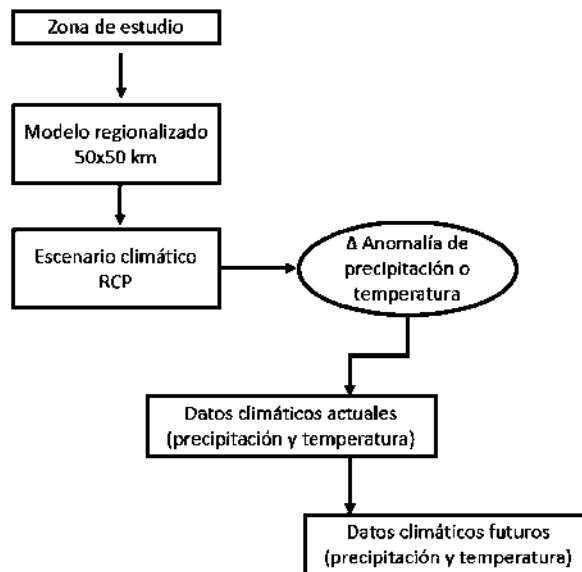 Zona de estudio
Modelo regionalizado
50x50 km
Escenario climático
RCP
Δ Anomalía de
precipitación o
temperatura
Datos climáticos actuales
(precipitación y temperatura)
Datos climáticos futuros
(precipitación y temperatura)